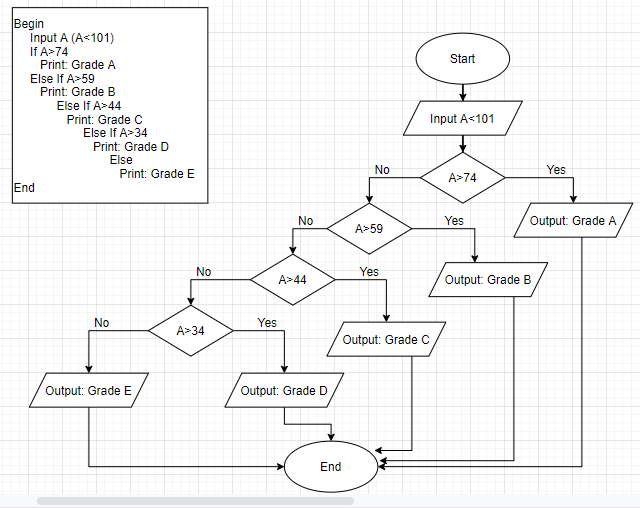 Begin
Input A (A<101)
If A>74
Print: Grade A
Else If A>59
Print: Grade B
Else If A>44
Print: Grade C
Else If A>34
Print: Grade D
Else
Print: Grade E
End
Start
Input A<101
A>74
No
Yes
Output: Grade A
A>59
No
Yes
Output: Grade B
A>44
No
Yes
Output: Grade C
A>34
No
Yes
Output: Grade E
Output: Grade D
End